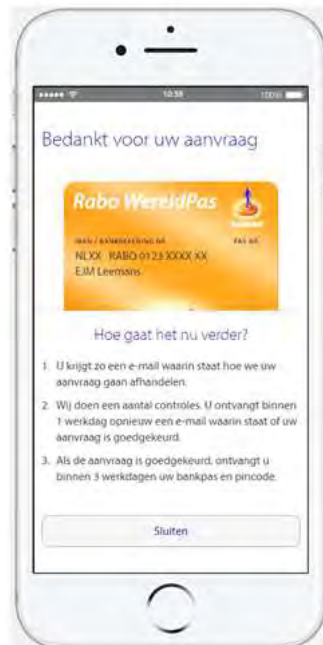 10:38
100%
Bedankt voor uw aanvraag
Rabo WereldPas
IBAN / BANKREKENING NR.
PAS NR.
NLXX RABO 0123 XXXX XX
EJM Leemans
Hoe gaat het nu verder?
1. U krijgt zo een e-mail waarin staat hoe we uw
aanvraag gaan afhandelen.
2. Wij doen een aantal controles. U ontvangt binnen
1 werkdag opnieuw een e-mail waarin staat of uw
aanvraag is goedgekeurd.
3. Als de aanvraag is goedgekeurd, ontvangt u
binnen 3 werkdagen uw bankpas en pincode.
Sluiten